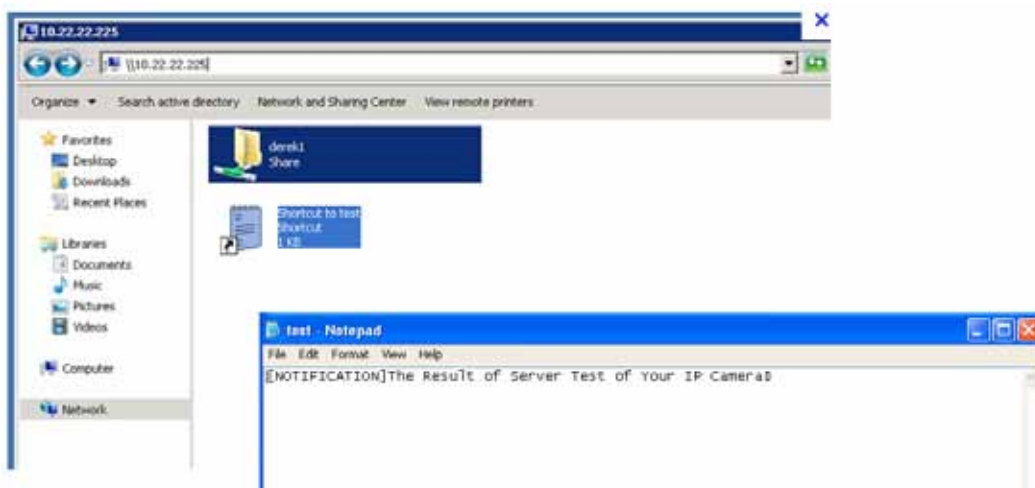 10.22.22.225
\\10.22.22.225
Organize Search active directory Network and Sharing Center View remote printers
Favorites
Desktop
Downloads
Recent Places
Libraries
Documents
Music
Pictures
Videos
Computer
Network
derek1
Share
Shortcut to test
Shortcut
1 KB
test - Notepad
File Edit Format View Help
[NOTIFICATION]The Result of Server Test of Your IP Camera